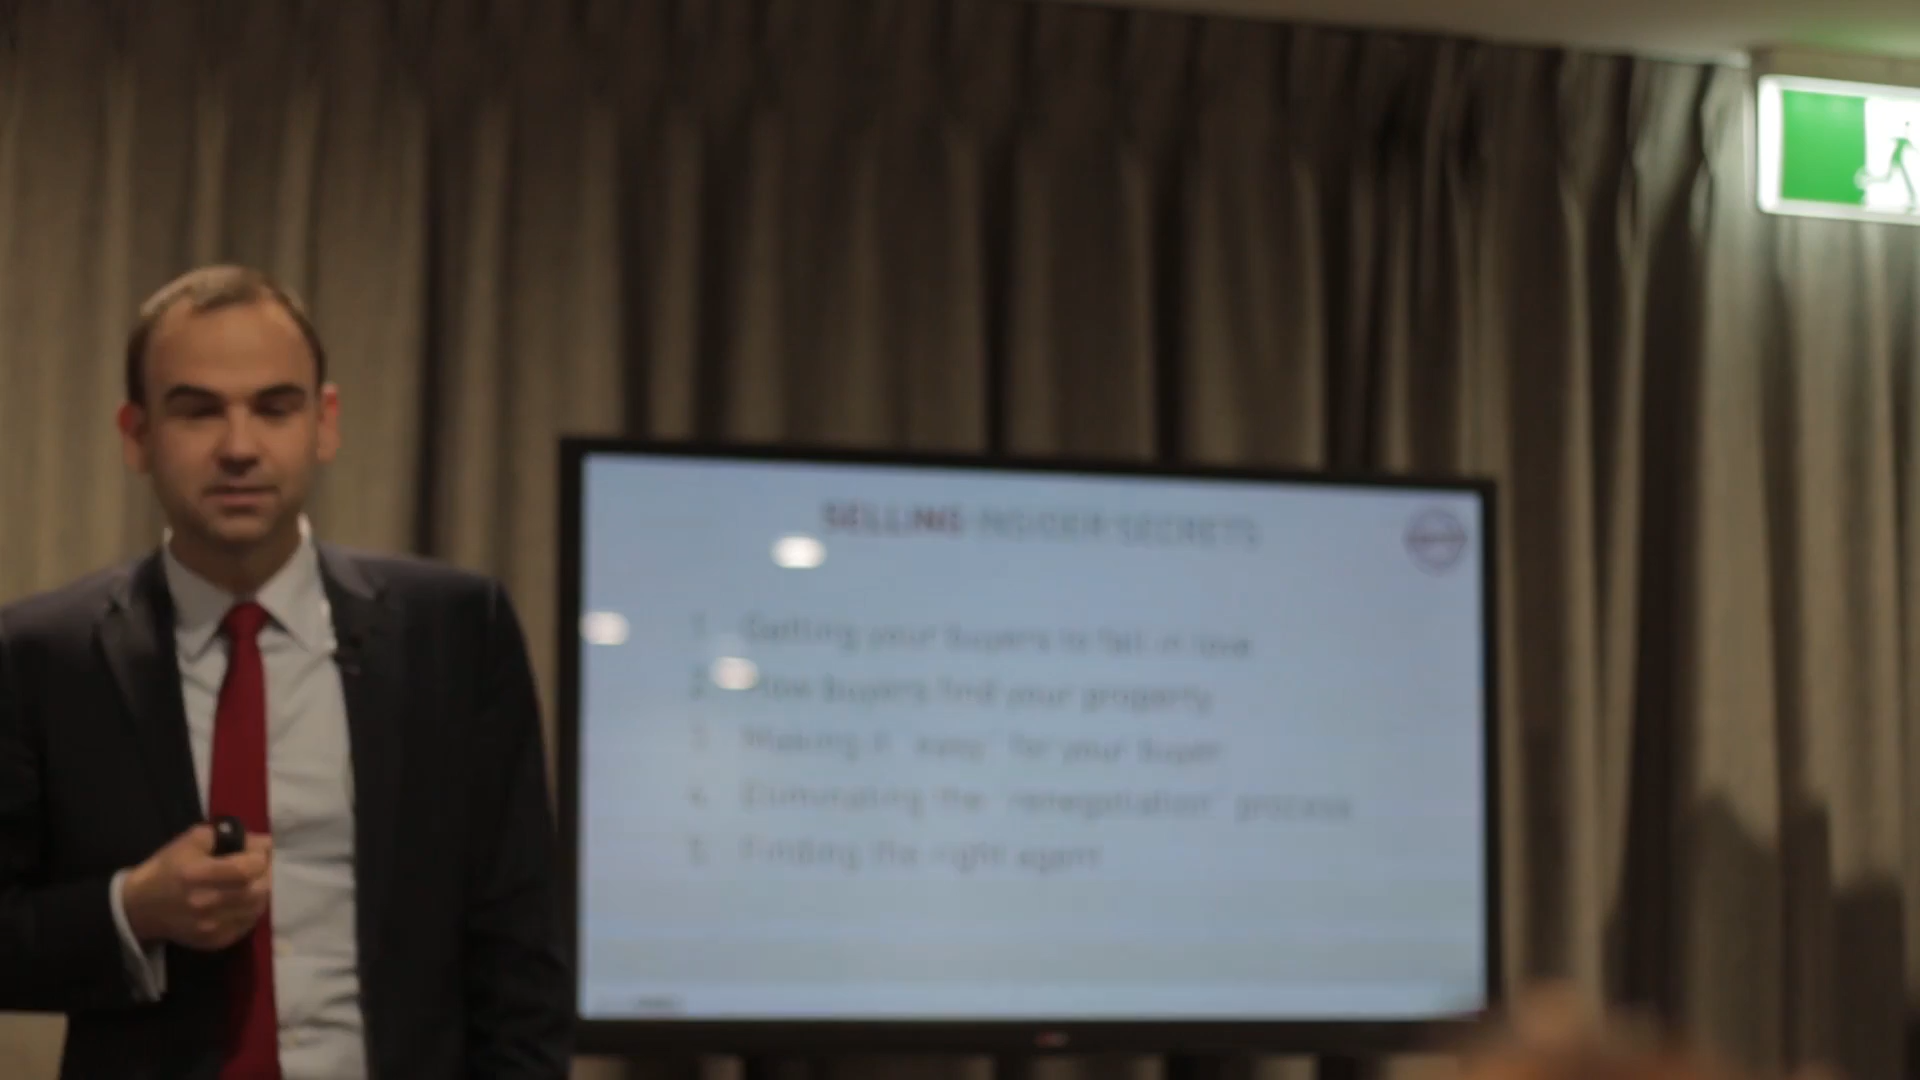 SELLING INSIDER SECRETS
1. Getting your buyers to fall in love
2. How buyers find your property
3. Making it 'easy' for your buyer
4. Eliminating the 'renegotiation' process
5. Finding the right agent